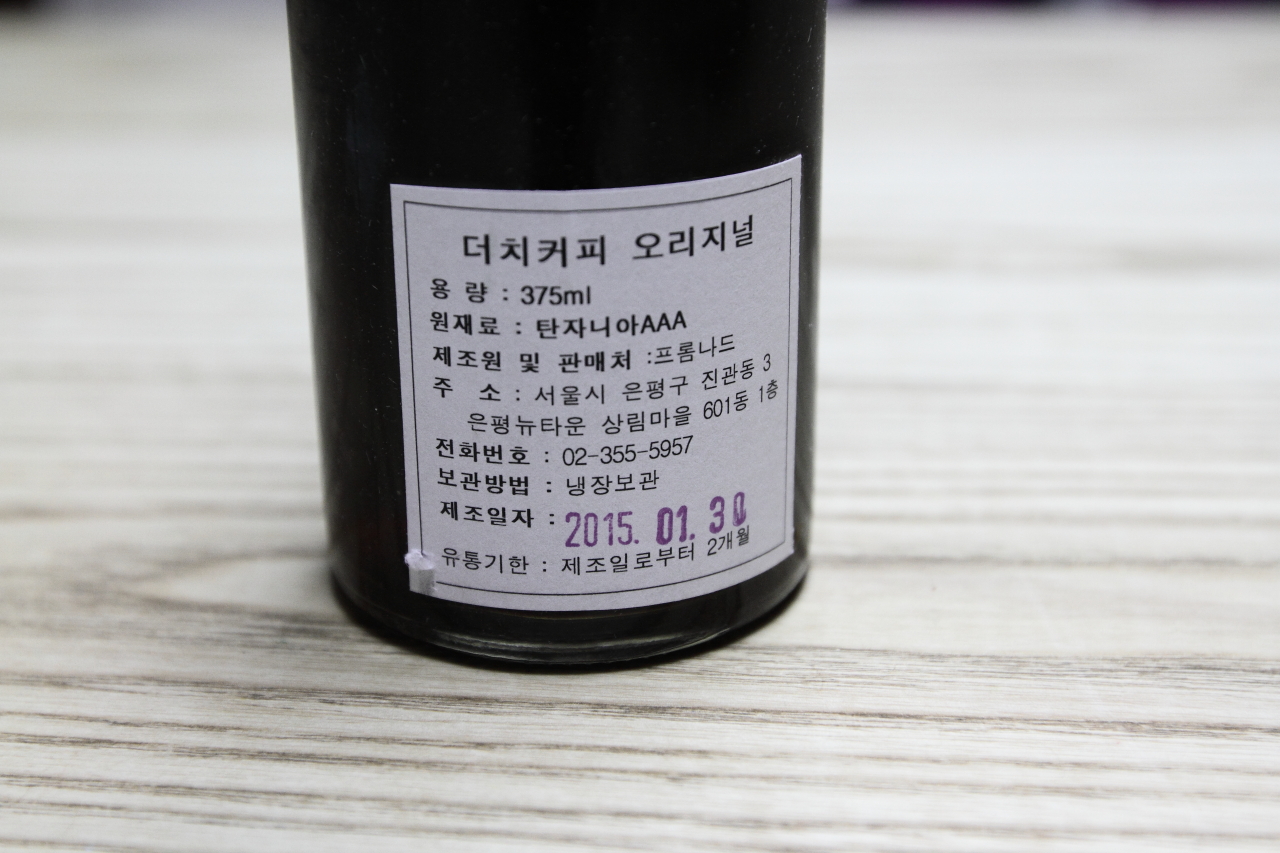 더치커피 오리지널
용 량 : 375ml
원재료 : 탄자니아AAA
제조원 및 판매처 :프롬나드
주 소 : 서울시 은평구 진관동 3
은평뉴타운 상림마을 601동 1층
전화번호 : 02-355-5957
보관방법 : 냉장보관
제조일자 : 2015. 01. 30
유통기한 : 제조일로부터 2개월